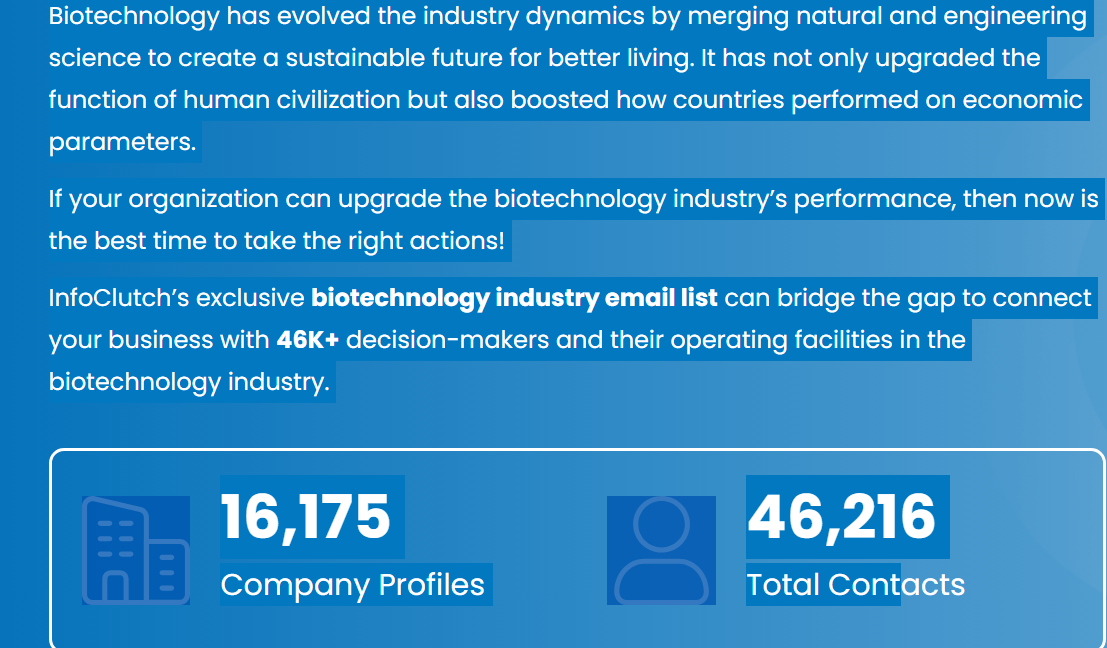 Biotechnology has evolved the industry dynamics by merging natural and engineering
science to create a sustainable future for better living. It has not only upgraded the
function of human civilization but also boosted how countries performed on economic
parameters.
If your organization can upgrade the biotechnology industry’s performance, then now is
the best time to take the right actions!
InfoClutch’s exclusive biotechnology industry email list can bridge the gap to connect
your business with 46K+ decision-makers and their operating facilities in the
biotechnology industry.
16,175
Company Profiles
46,216
Total Contacts